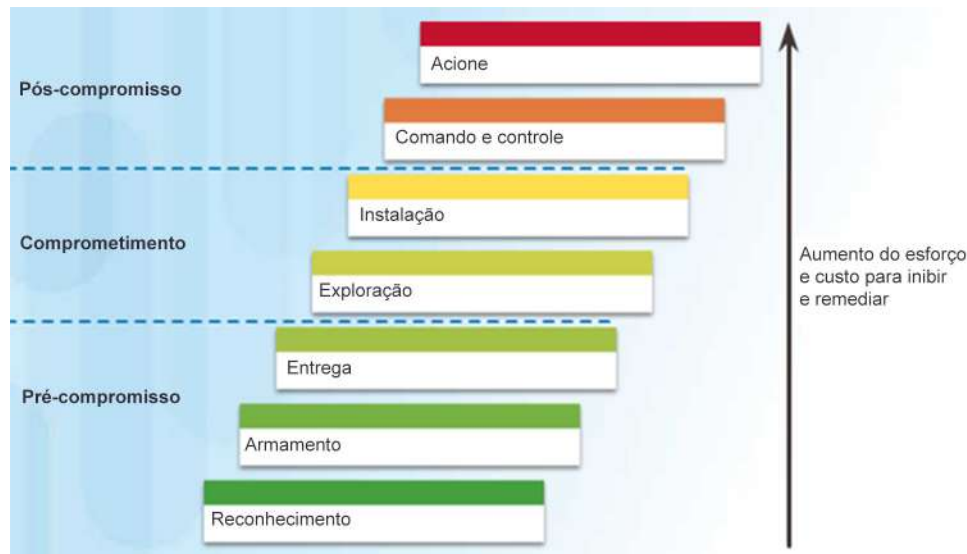 Acione
Pós-compromisso
Comando e controle
Instalação
Comprometimento
Aumento do esforço
e custo para inibir
e remediar
Exploração
Entrega
Pré-compromisso
Armamento
Reconhecimento